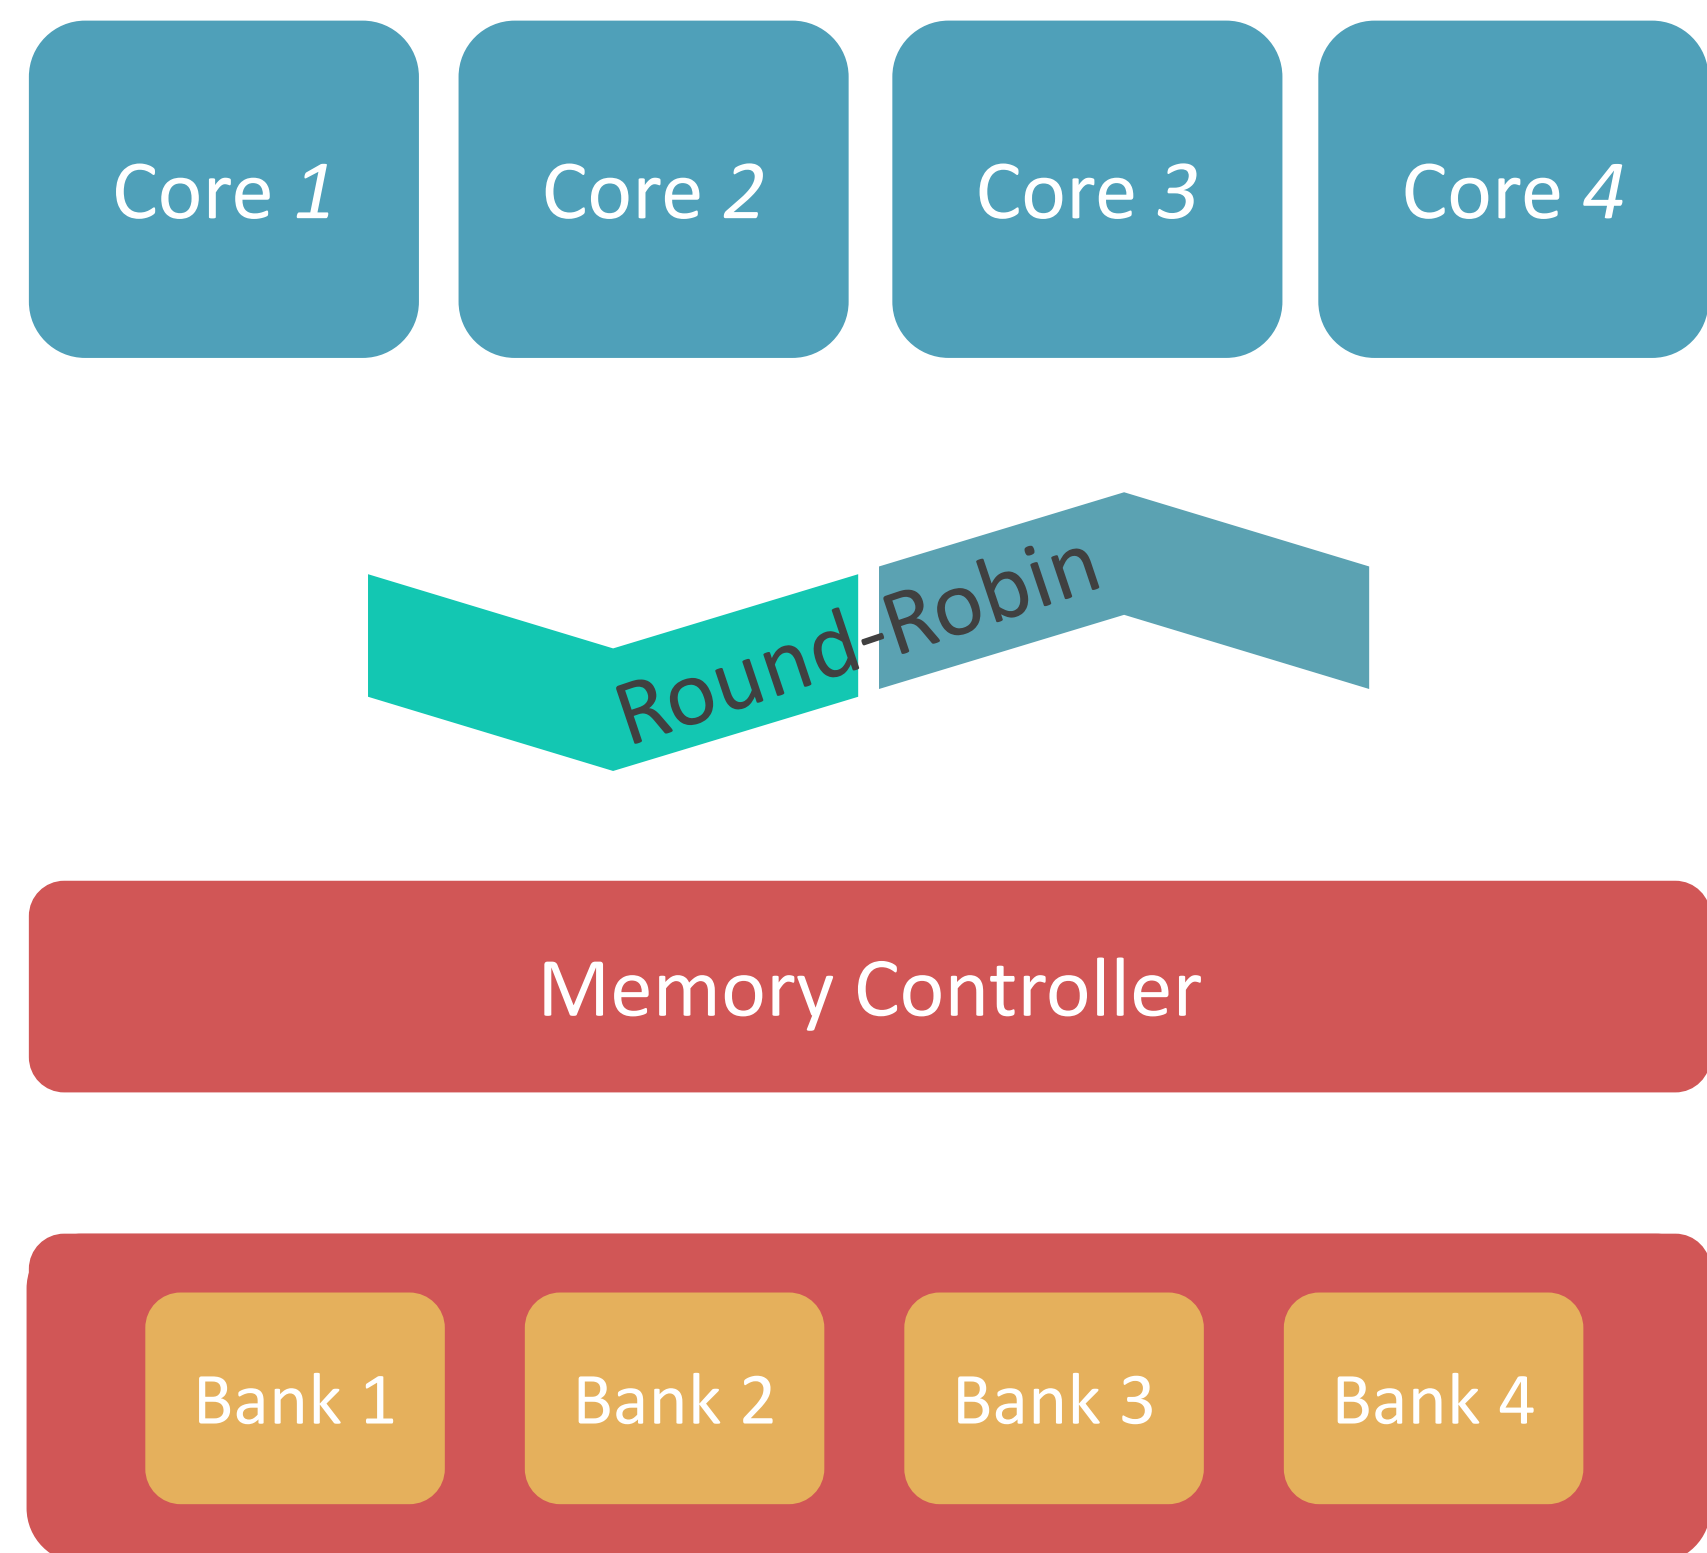 Core 1
Core 2
Core 3
Core 4
Round-Robin
Memory Controller
Bank 1
Bank 2
Bank 3
Bank 4